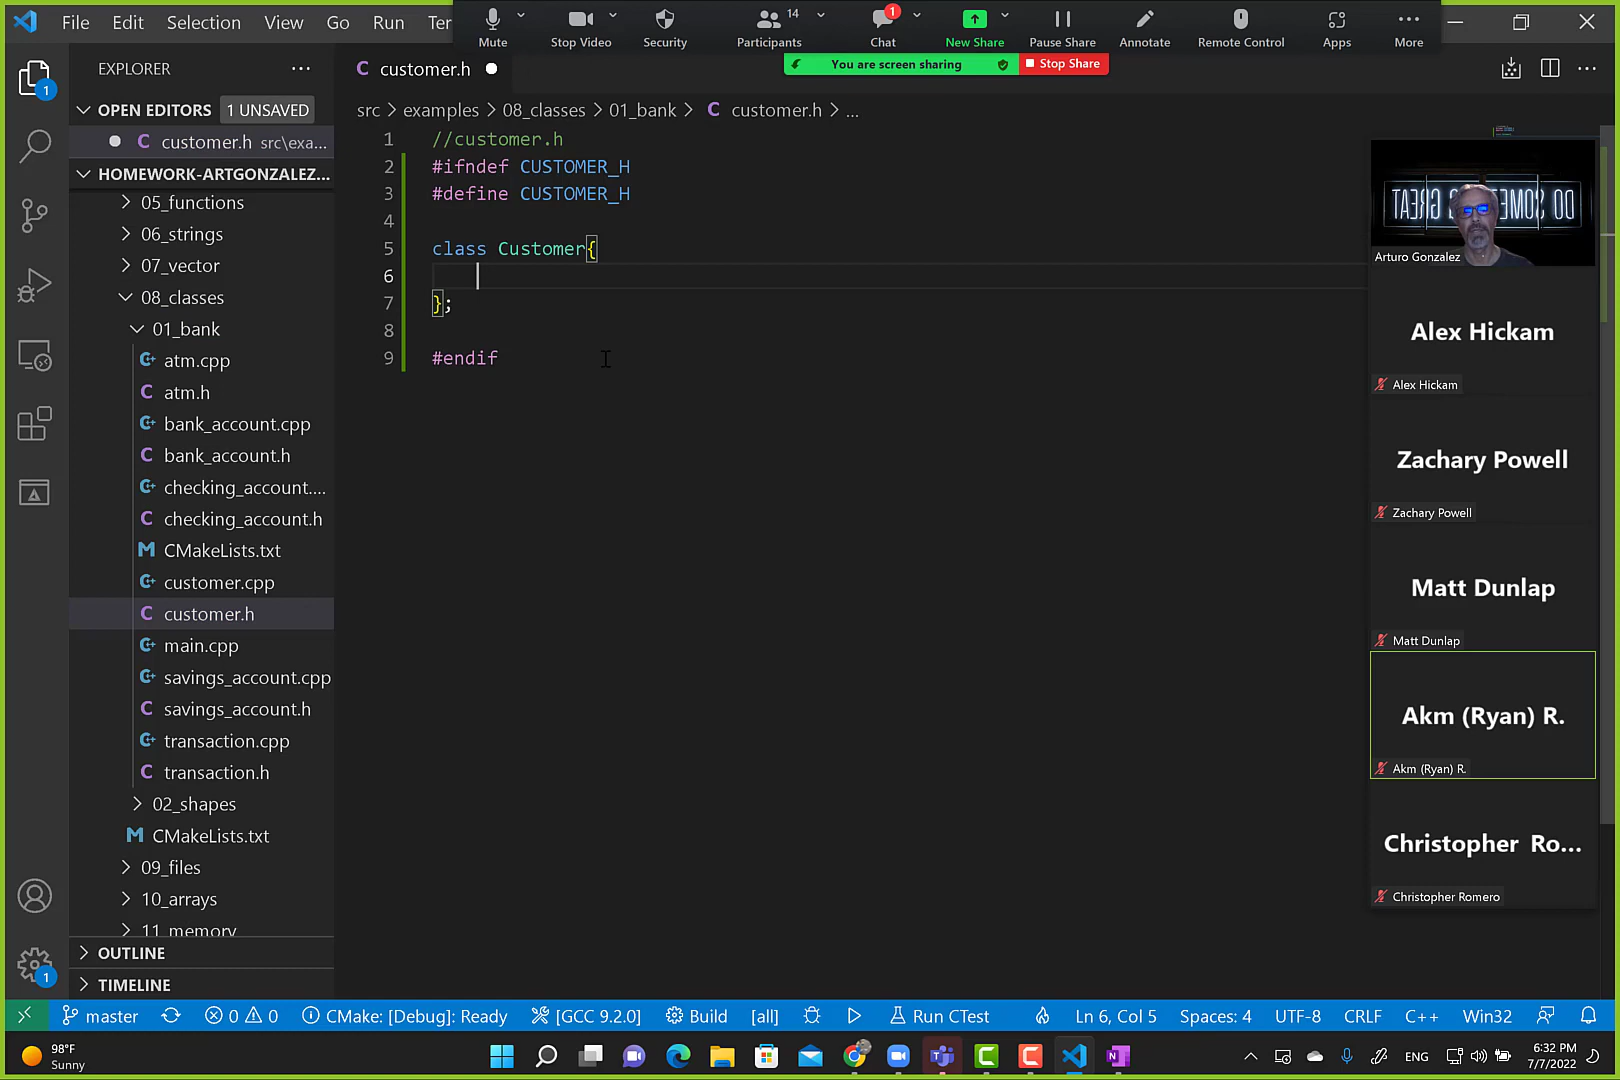 File Edit Selection View Go Run Ter
Mute
Stop Video
Security
14
Participants
1
Chat
New Share
Pause Share
Annotate
Remote Control
Apps
More
You are screen sharing
Stop Share
EXPLORER
customer.h
1
OPEN EDITORS 1 UNSAVED
customer.h src\exa...
HOMEWORK-ARTGONZALEZ...
05_functions
06_strings
07_vector
08_classes
01_bank
atm.cpp
atm.h
bank_account.cpp
bank_account.h
checking_account....
checking_account.h
CMakeLists.txt
customer.cpp
customer.h
main.cpp
savings_account.cpp
savings_account.h
transaction.cpp
transaction.h
02_shapes
CMakeLists.txt
09_files
10_arrays
11_memory
OUTLINE
TIMELINE
1
src > examples > 08_classes > 01_bank > C customer.h > ...
1 //customer.h
2 #ifndef CUSTOMER_H
3 #define CUSTOMER_H
4
5 class Customer{
6
7 };
8
9 #endif
DO SOMETHING GREAT
Arturo Gonzalez
Alex Hickam
Alex Hickam
Zachary Powell
Zachary Powell
Matt Dunlap
Matt Dunlap
Akm (Ryan) R.
Akm (Ryan) R.
Christopher Ro...
Christopher Romero
master 0 0 CMake: [Debug]: Ready [GCC 9.2.0] Build [all] Run CTest Ln 6, Col 5 Spaces: 4 UTF-8 CRLF C++ Win32
98°F
Sunny
ENG
6:32 PM
7/7/2022